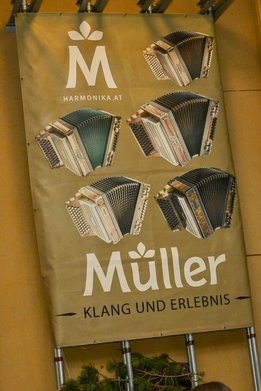 M
HARMONIKA.AT
Müller
KLANG UND ERLEBNIS